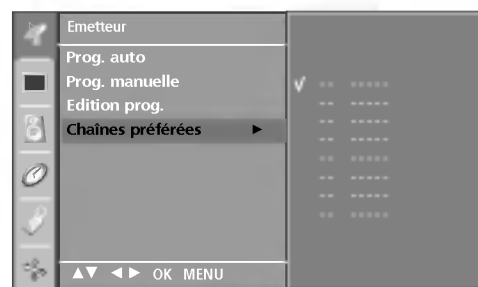 Emetteur
Prog. auto
Prog. manuelle
Edition prog.
Chaînes préférées ►
▲▼ ◄► OK MENU
√ -- -----
-- -----
-- -----
-- -----
-- -----
-- -----
-- -----
-- -----